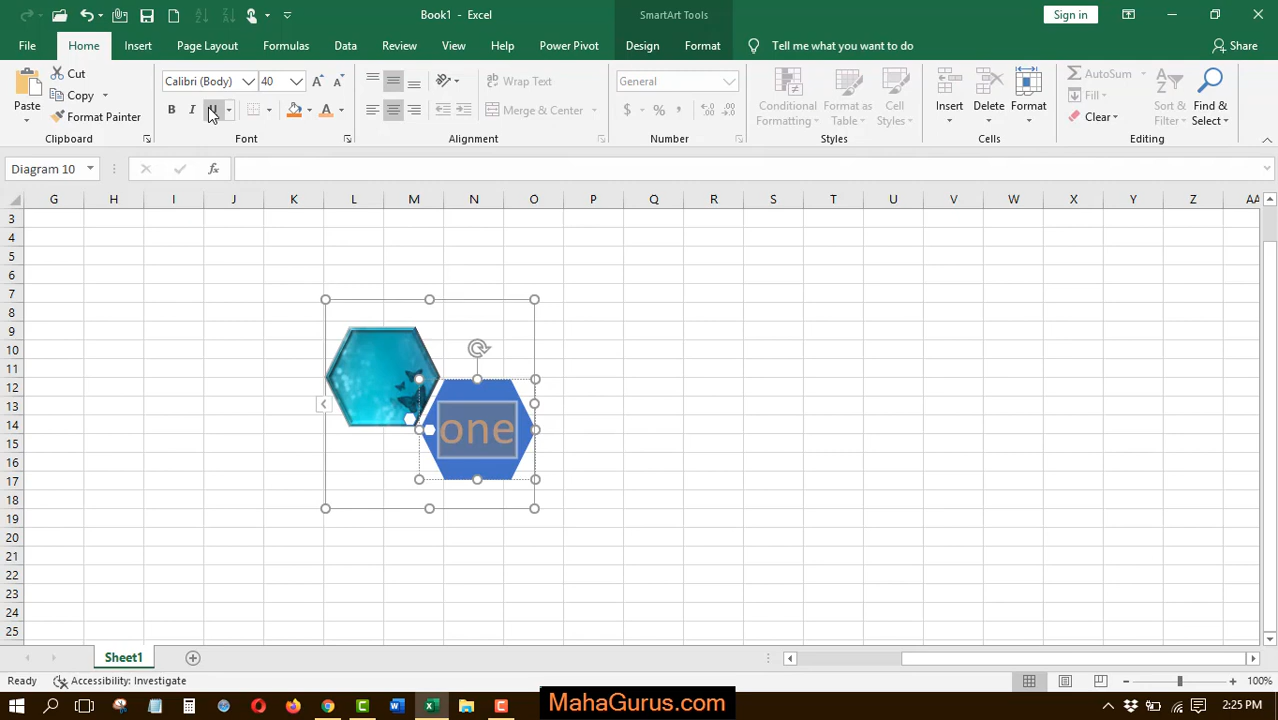 Book1 - Excel
SmartArt Tools
Sign in
File Home Insert Page Layout Formulas Data Review View Help Power Pivot Design Format Tell me what you want to do Share
Paste
Cut
Copy
Format Painter
Clipboard
Calibri (Body) 40
B I U
Font
Wrap Text
Merge & Center
Alignment
General
$ % ,
Number
Conditional Formatting
Format as Table
Cell Styles
Styles
Insert
Delete
Format
Cells
AutoSum
Fill
Clear
Sort & Filter
Find & Select
Editing
Diagram 10
fx
G H I J K L M N O P Q R S T U V W X Y Z AA
3
4
5
6
7
8
9
10
11
12
13
14
15
16
17
18
19
20
21
22
23
24
25
one
Sheet1
Ready Accessibility: Investigate 100%
MahaGurus.com
2:25 PM